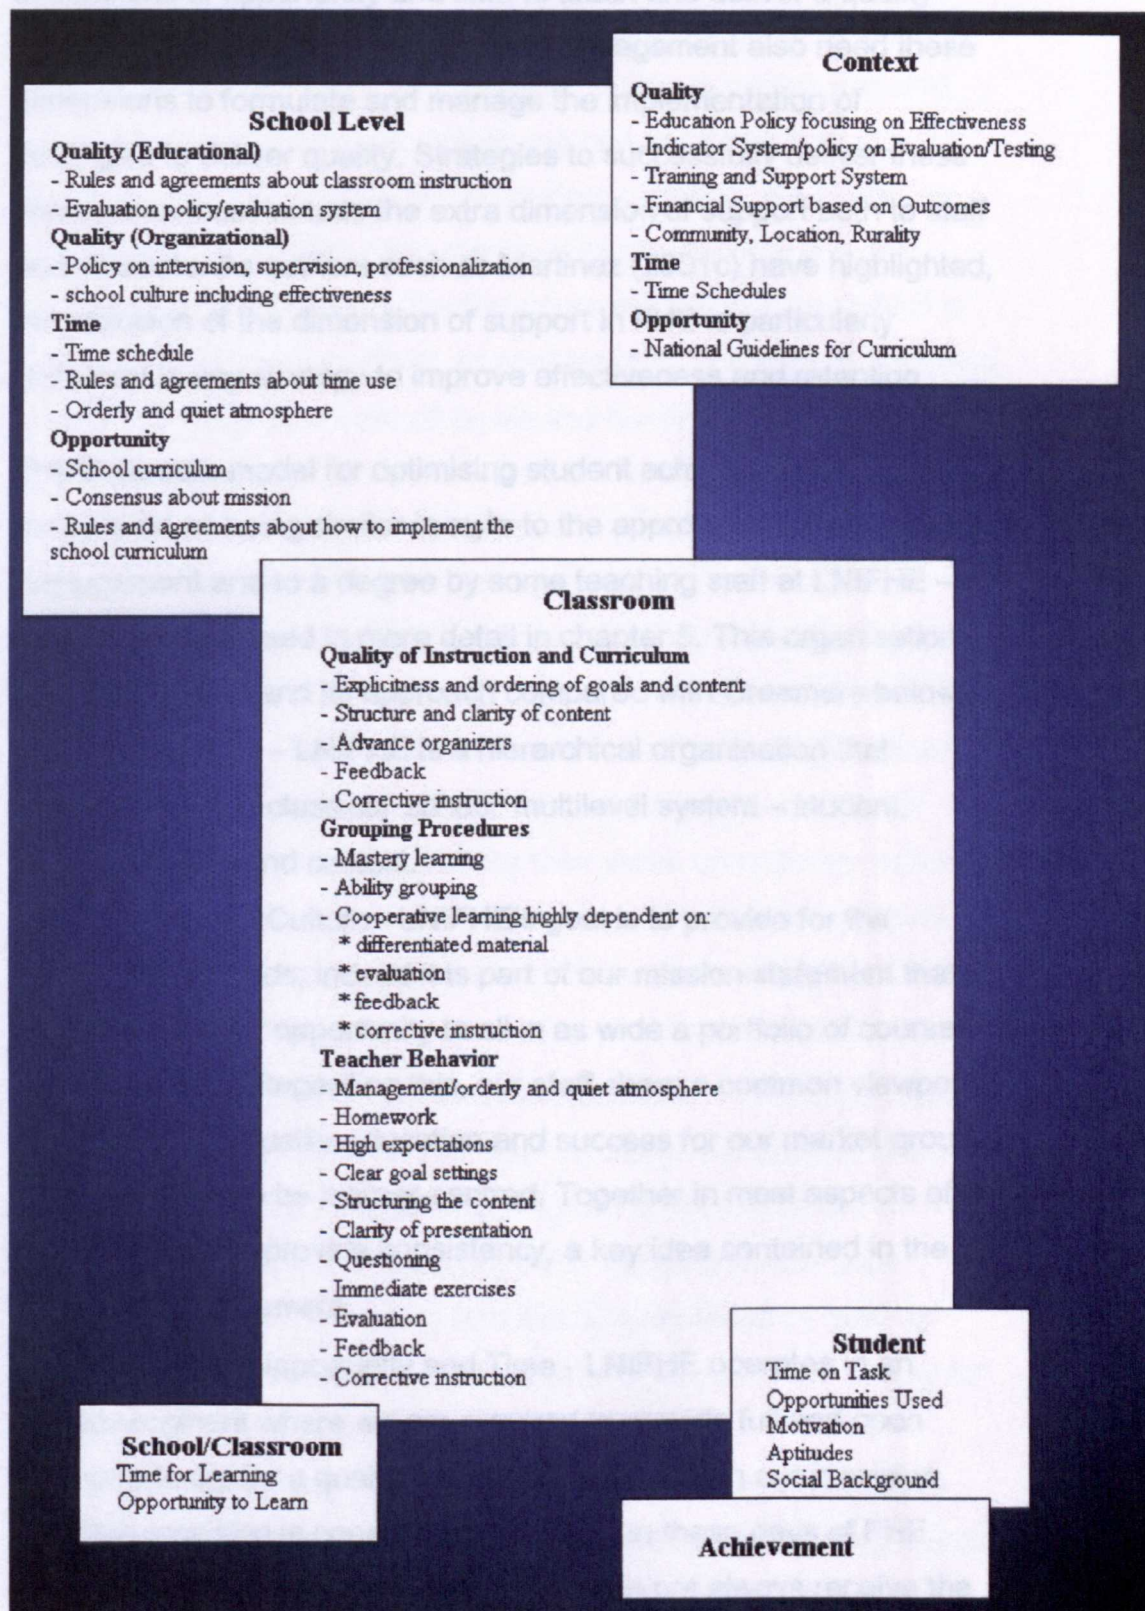 School Level
Quality (Educational)
- Rules and agreements about classroom instruction
- Evaluation policy/evaluation system
Quality (Organizational)
- Policy on intervision, supervision, professionalization
- school culture including effectiveness
Time
- Time schedule
- Rules and agreements about time use
- Orderly and quiet atmosphere
Opportunity
- School curriculum
- Consensus about mission
- Rules and agreements about how to implement the
school curriculum
Context
Quality
- Education Policy focusing on Effectiveness
- Indicator System/policy on Evaluation/Testing
- Training and Support System
- Financial Support based on Outcomes
- Community, Location, Rurality
Time
- Time Schedules
Opportunity
- National Guidelines for Curriculum
Classroom
Quality of Instruction and Curriculum
- Expliciness and ordering of goals and content
- Structure and clarity of content
- Advance organizers
- Feedback
- Corrective instruction
Grouping Procedures
- Mastery learning
- Ability grouping
- Cooperative learning highly dependent on:
* differentiated material
* evaluation
* feedback
* corrective instruction
Teacher Behavior
- Management/orderly and quiet atmosphere
- Homework
- High expectations
- Clear goal settings
- Structuring the content
- Clarity of presentation
- Questioning
- Immediate exercises
- Evaluation
- Feedback
- Corrective instruction
School/Classroom
Time for Learning
Opportunity to Learn
Student
Time on Task
Opportunities Used
Motivation
Aptitudes
Social Background
Achievement